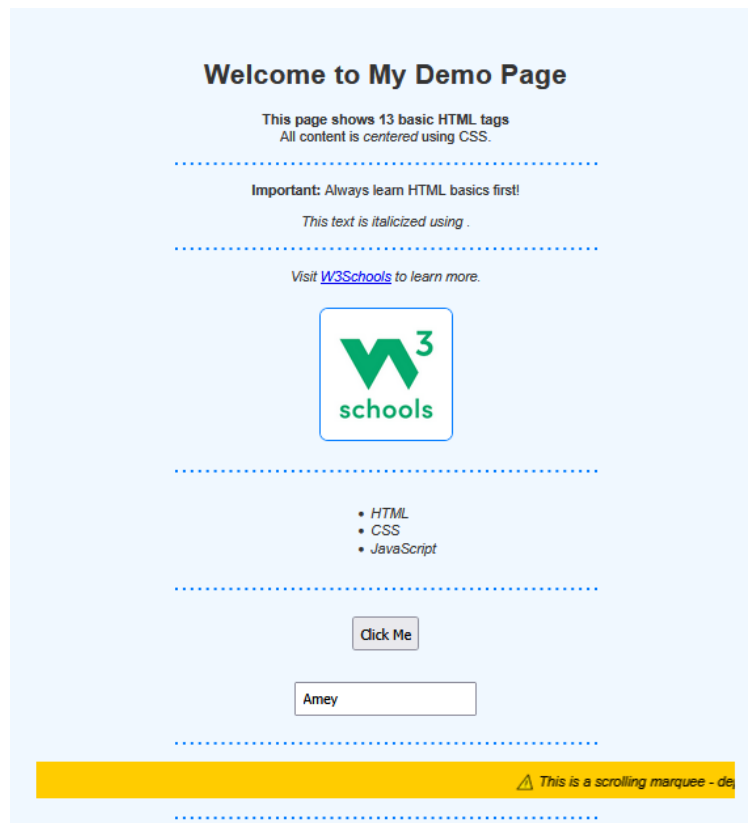 Welcome to My Demo Page
This page shows 13 basic HTML tags
All content is centered using CSS.
Important: Always learn HTML basics first!
This text is italicized using .
Visit W3Schools to learn more.
W3
schools
• HTML
• CSS
• JavaScript
Click Me
Amey
⚠ This is a scrolling marquee - de